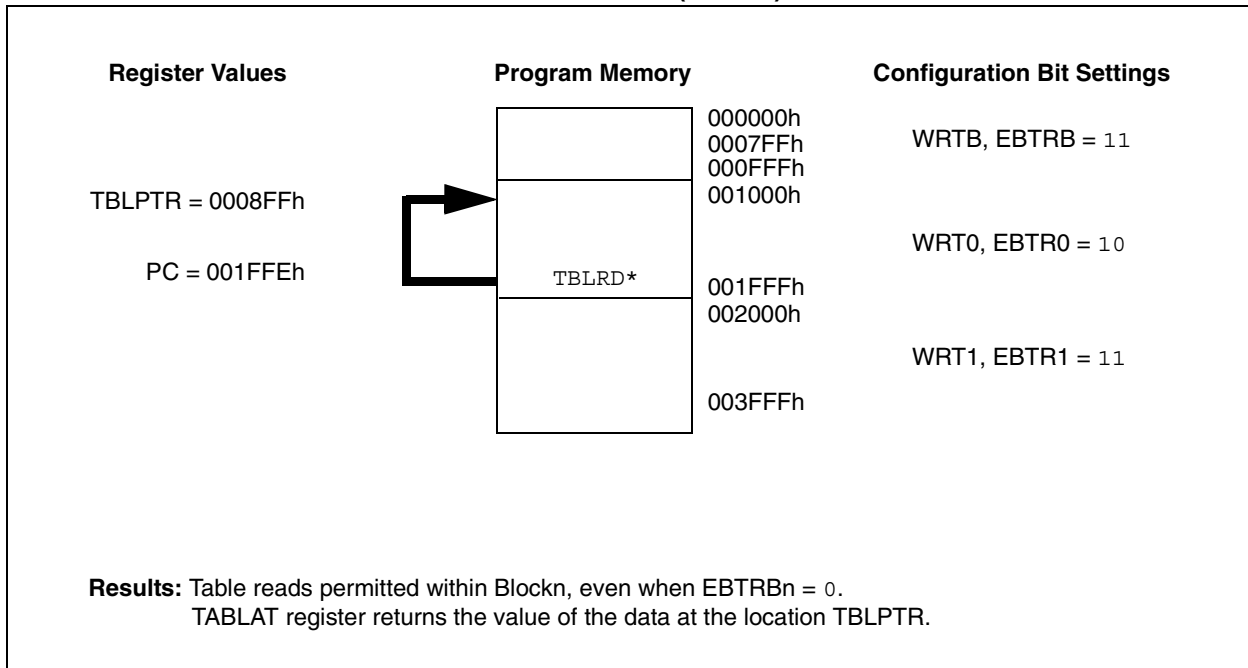 Register Values
Program Memory
Configuration Bit Settings
000000h
0007FFh
WRTB, EBTRB = 11
000FFFh
TBLPTR = 0008FFh
001000h
WRT0, EBTR0 = 10
PC = 001FFEh
TBLRD*
001FFFh
002000h
WRT1, EBTR1 = 11
003FFFh
Results: Table reads permitted within Blockn, even when EBTRBn = 0.
TABLAT register returns the value of the data at the location TBLPTR.